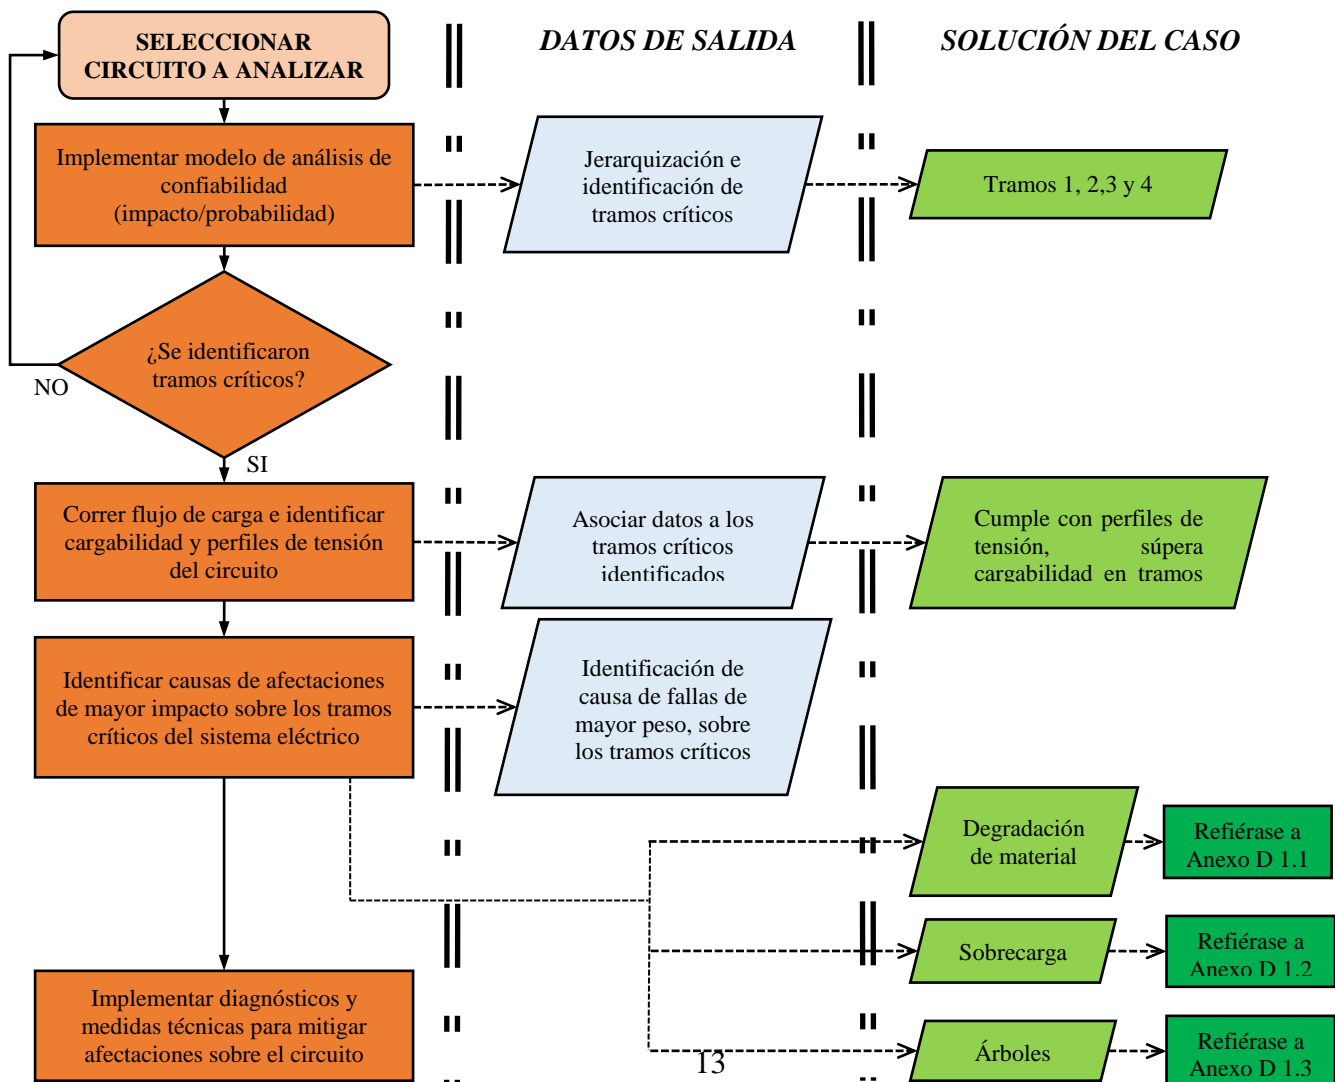 SELECCIONAR
CIRCUITO A ANALIZAR
DATOS DE SALIDA
SOLUCIÓN DEL CASO
Implementar modelo de análisis de
confiabilidad
(impacto/probabilidad)
Jerarquización e
identificación de
tramos críticos
Tramos 1, 2,3 y 4
¿Se identificaron
tramos críticos?
NO
SI
Correr flujo de carga e identificar
cargabilidad y perfiles de tensión
del circuito
Asociar datos a los
tramos críticos
identificados
Cumple con perfiles de
tensión, súpera
cargabilidad en tramos
Identificar causas de afectaciones
de mayor impacto sobre los tramos
críticos del sistema eléctrico
Identificación de
causa de fallas de
mayor peso, sobre
los tramos críticos
Degradación
de material
Refiérase a
Anexo D 1.1
Sobrecarga
Refiérase a
Anexo D 1.2
Implementar diagnósticos y
medidas técnicas para mitigar
afectaciones sobre el circuito
Árboles
Refiérase a
Anexo D 1.3
13